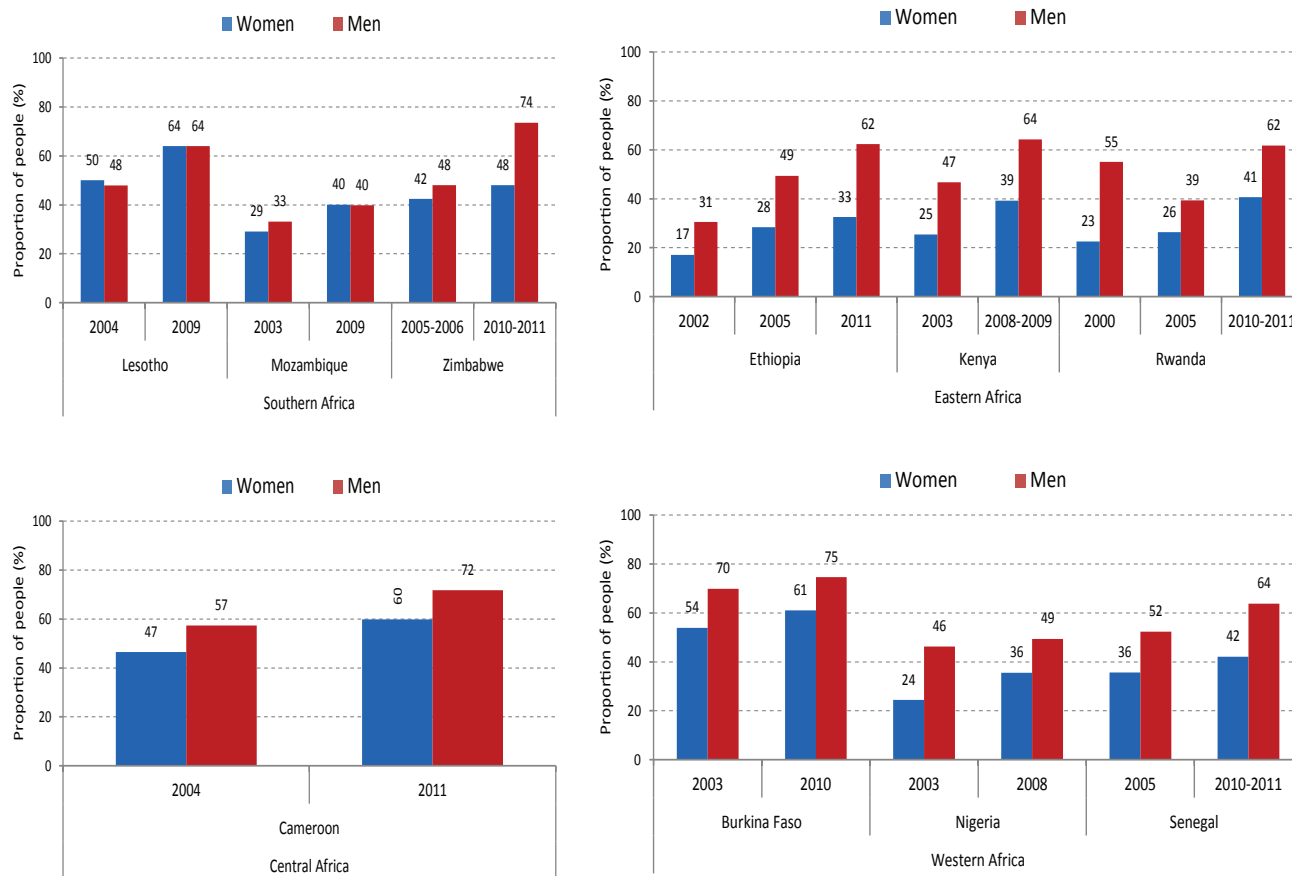 Women Men
Proportion of people (%)
100
80
60
40
20
0
50 48 64 64 29 33 40 40 42 48 48 74
2004 2009 2003 2009 2005-2006 2010-2011
Lesotho Mozambique Zimbabwe
Southern Africa
Women Men
Proportion of people (%)
100
80
60
40
20
0
17 31 28 49 33 62 25 47 39 64 23 55 26 39 41 62
2002 2005 2011 2003 2008-2009 2000 2005 2010-2011
Ethiopia Kenya Rwanda
Eastern Africa
Women Men
Proportion of people (%)
100
80
60
40
20
0
47 57 60 72
2004 2011
Cameroon
Central Africa
Women Men
Proportion of people (%)
100
80
60
40
20
0
54 70 61 75 24 46 36 49 36 52 42 64
2003 2010 2003 2008 2005 2010-2011
Burkina Faso Nigeria Senegal
Western Africa